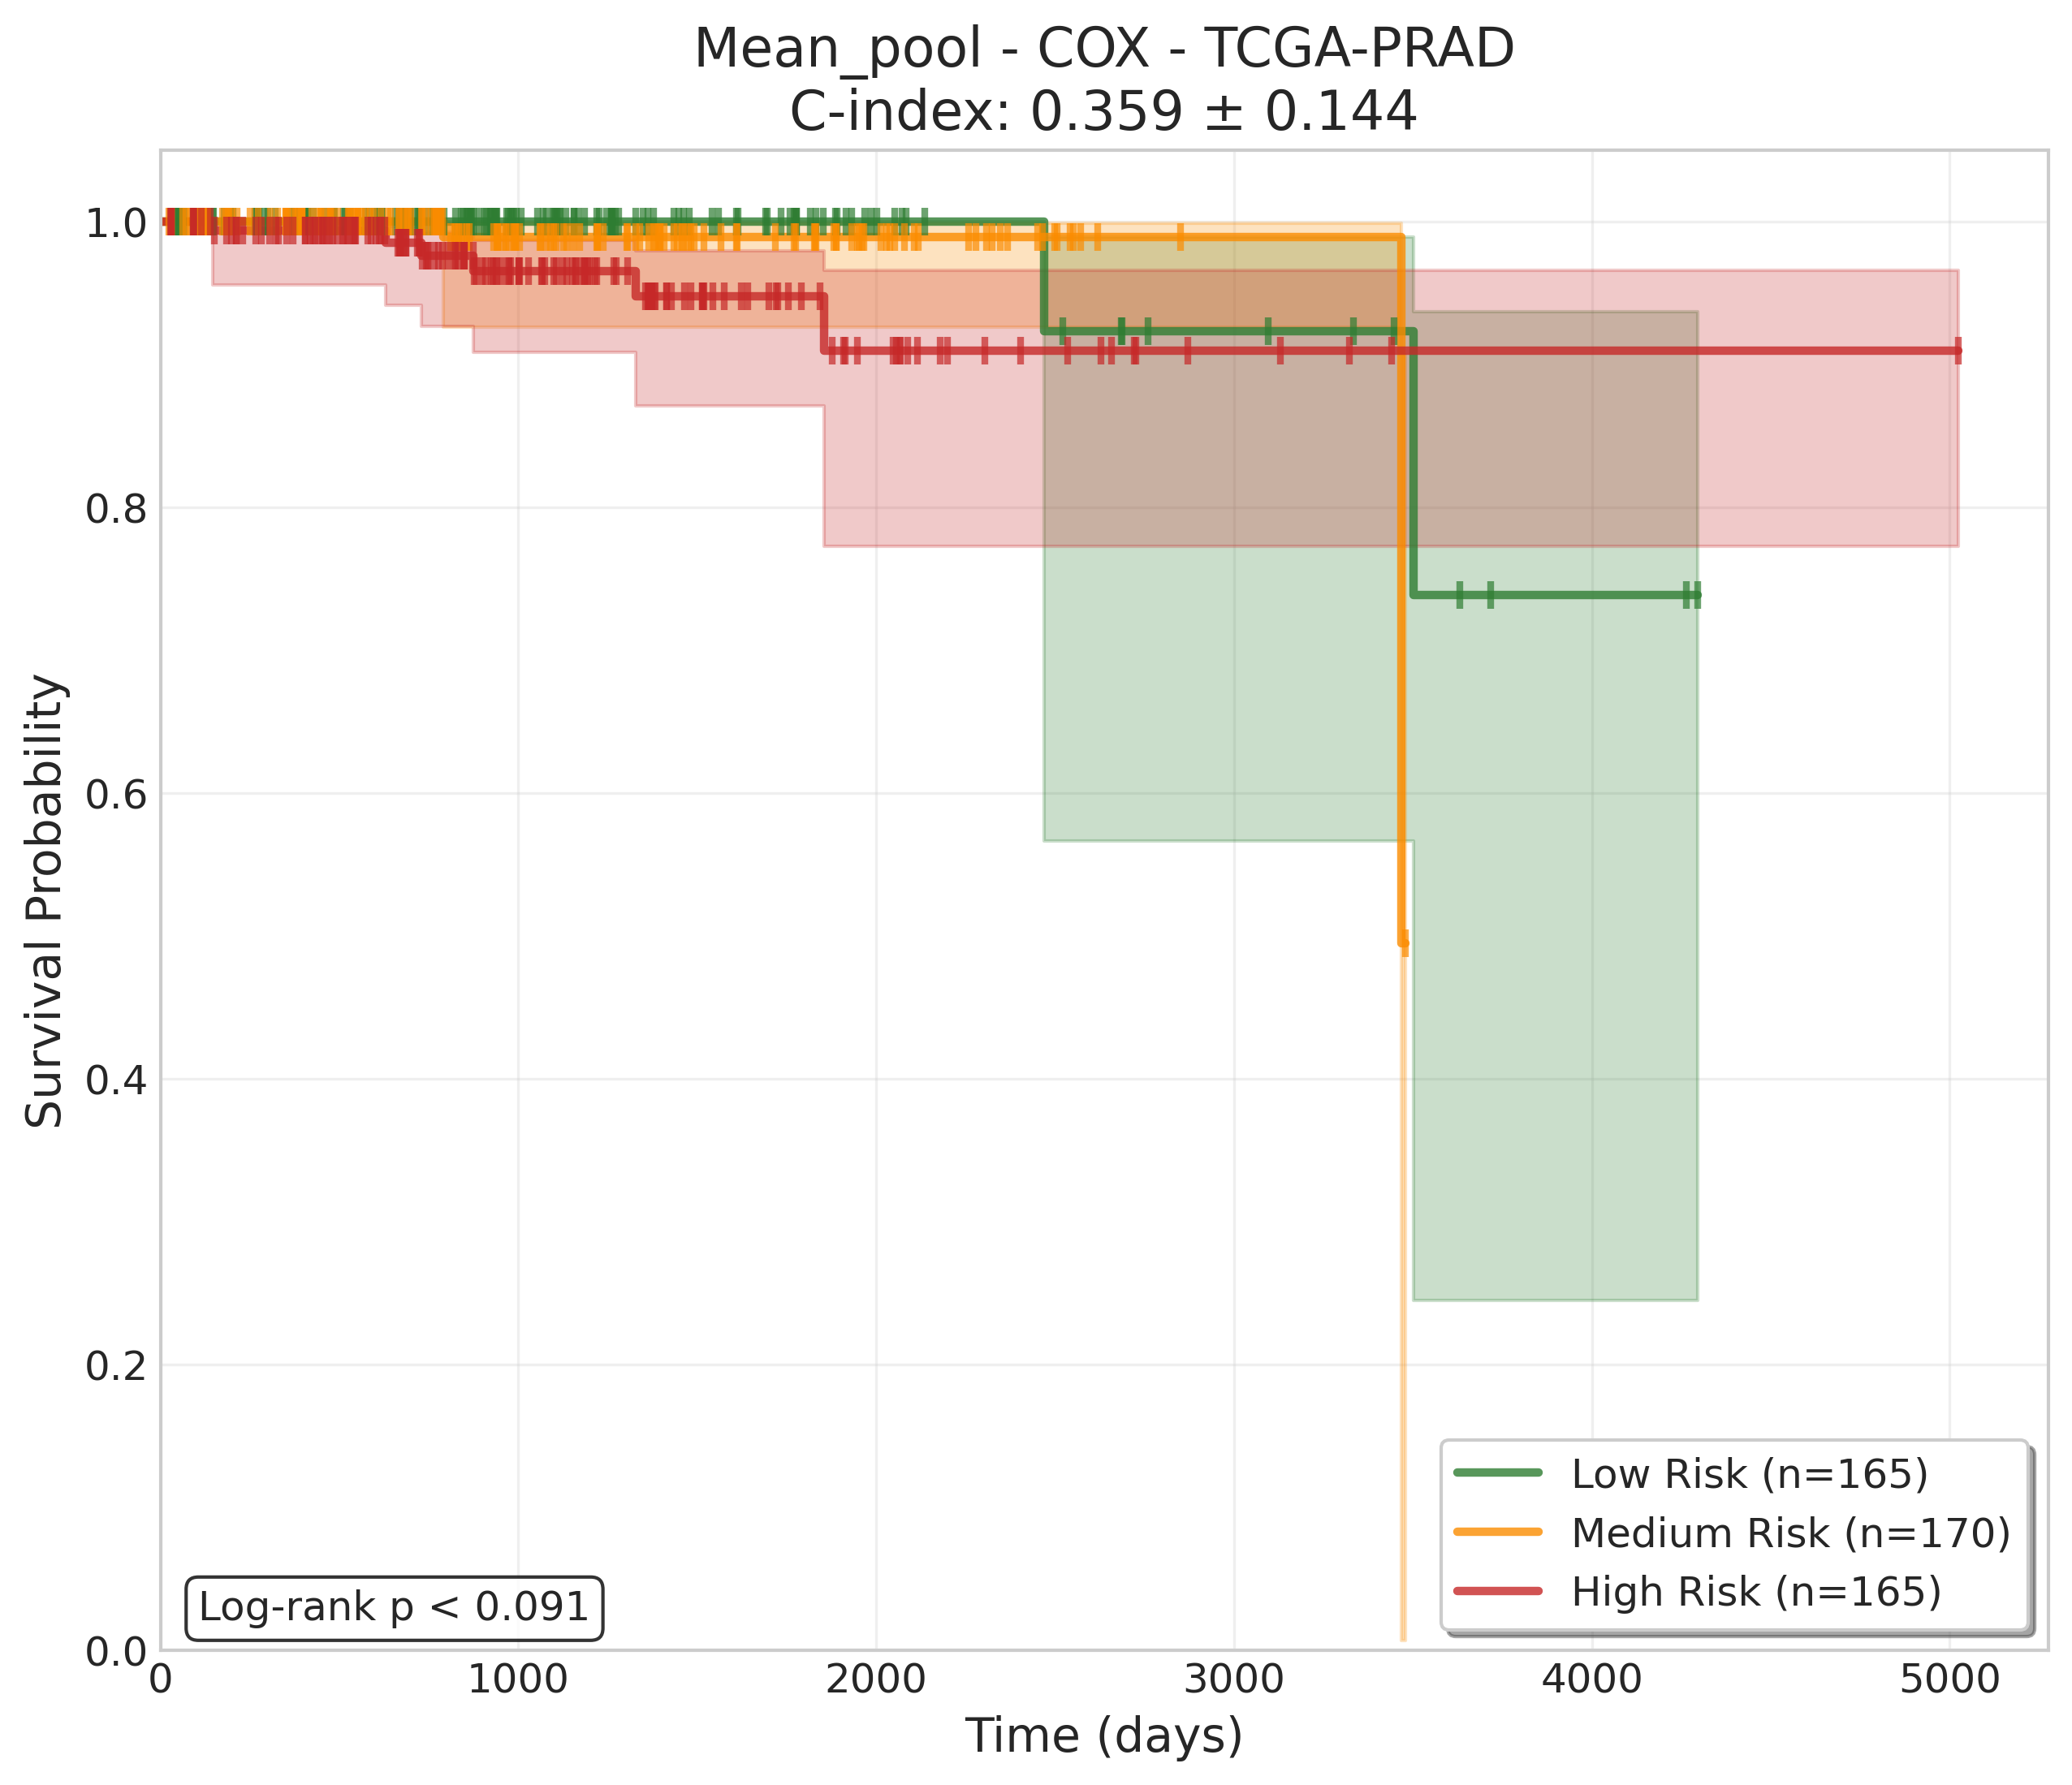 Mean_pool - COX - TCGA-PRAD
C-index: 0.359 ± 0.144
Survival Probability
1.0
0.8
0.6
0.4
0.2
0.0
0
1000
2000
3000
4000
5000
Time (days)
Log-rank p < 0.091
Low Risk (n=165)
Medium Risk (n=170)
High Risk (n=165)